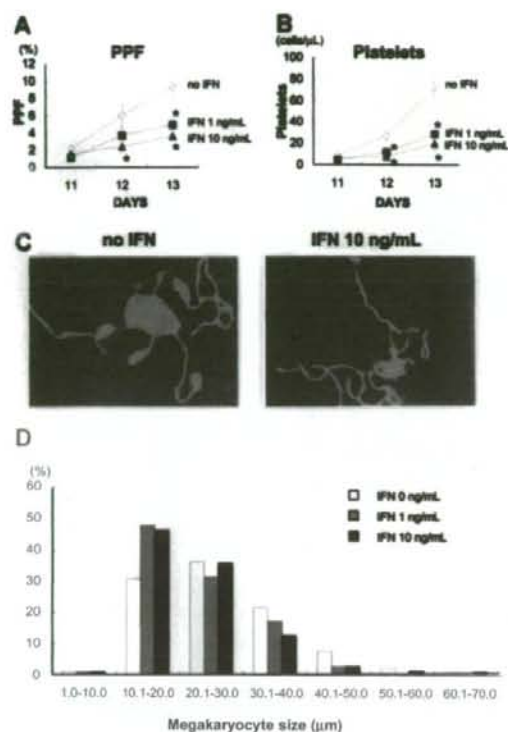 A
B
(%)
PPF
(cells/μL)
Platelets
12
10
8
6
4
2
0
PPF
no IFN
IFN 1 ng/mL
IFN 10 ng/mL
11 12 13
DAYS
100
80
60
40
20
0
Platelets
no IFN
IFN 1 ng/mL
IFN 10 ng/mL
11 12 13
DAYS
C
no IFN
IFN 10 ng/mL
D
(%)
60
50
40
30
20
10
0
IFN 0 ng/mL
IFN 1 ng/mL
IFN 10 ng/mL
1.0-10.0 10.1-20.0 20.1-30.0 30.1-40.0 40.1-50.0 50.1-60.0 60.1-70.0
Megakaryocyte size (μm)